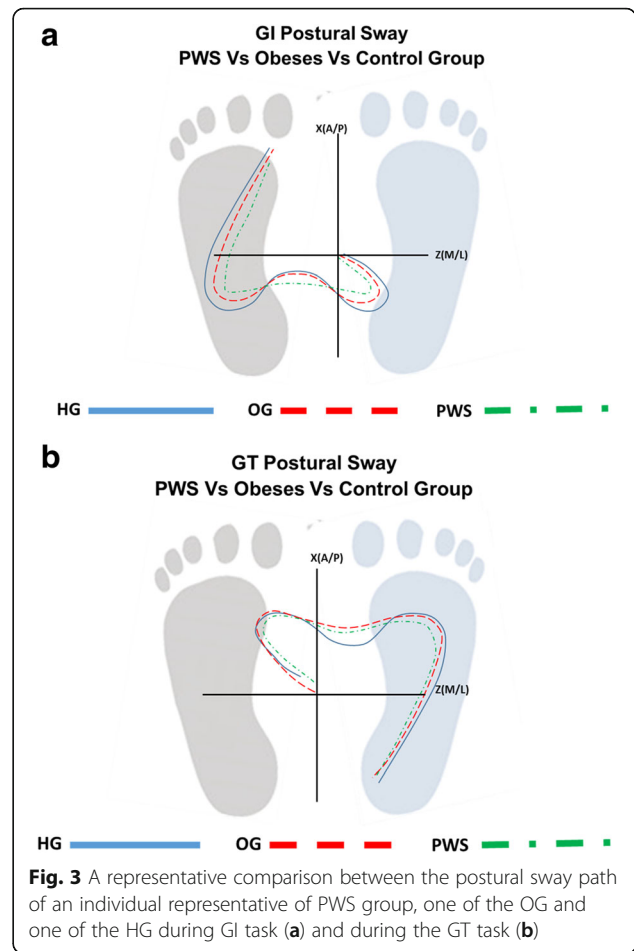 a
GI Postural Sway
PWS Vs Obeses Vs Control Group
X(A/P)
Z(M/L)
HG OG PWS
b
GT Postural Sway
PWS Vs Obeses Vs Control Group
X(A/P)
Z(M/L)
HG OG PWS
Fig. 3 A representative comparison between the postural sway path
of an individual representative of PWS group, one of the OG and
one of the HG during GI task (a) and during the GT task (b)